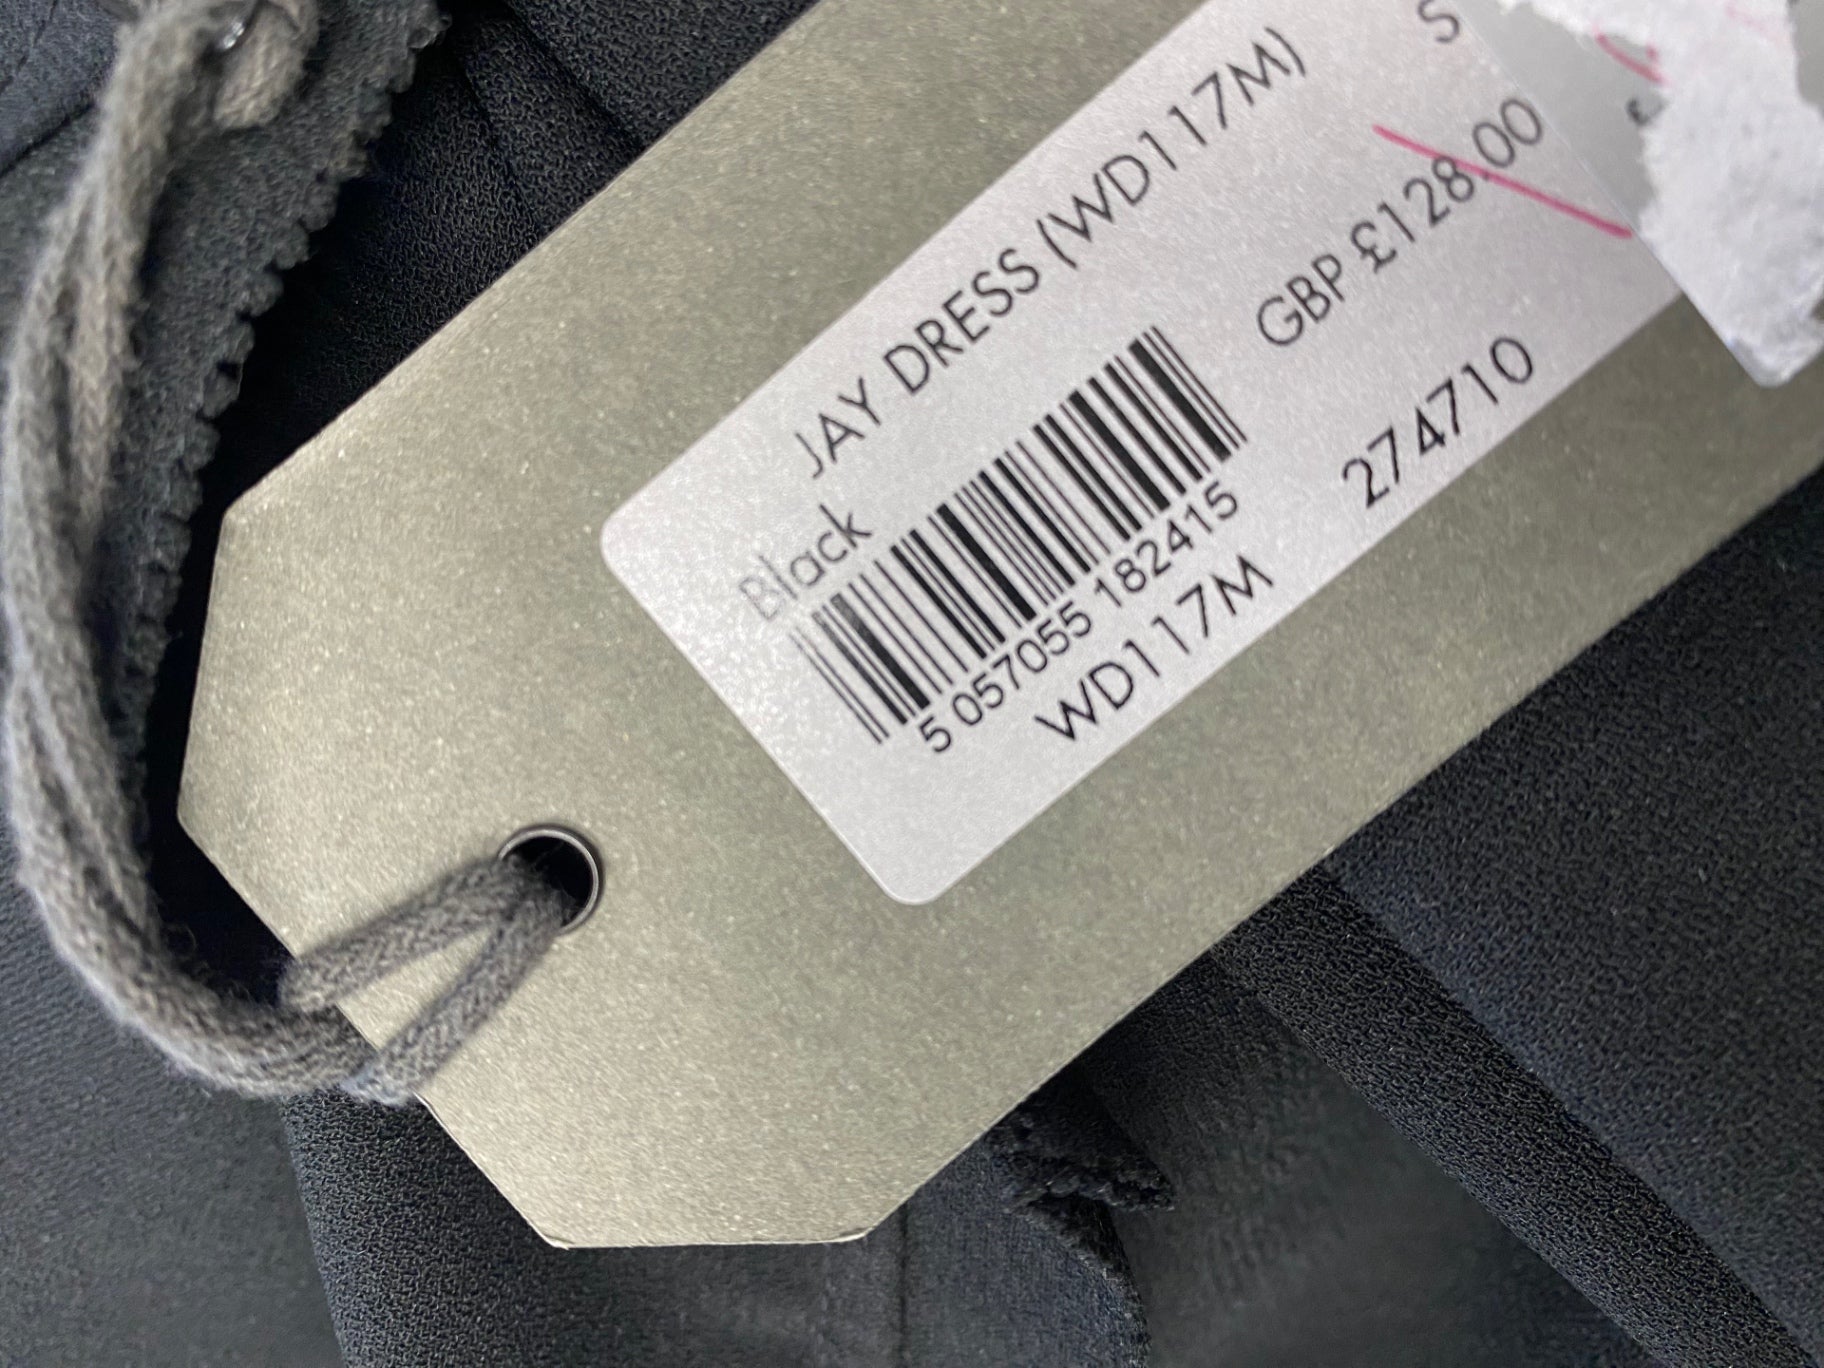 JAY DRESS (WD117M)
S
Black
GBP £128.00
5 057055 182415
274710
WD117M